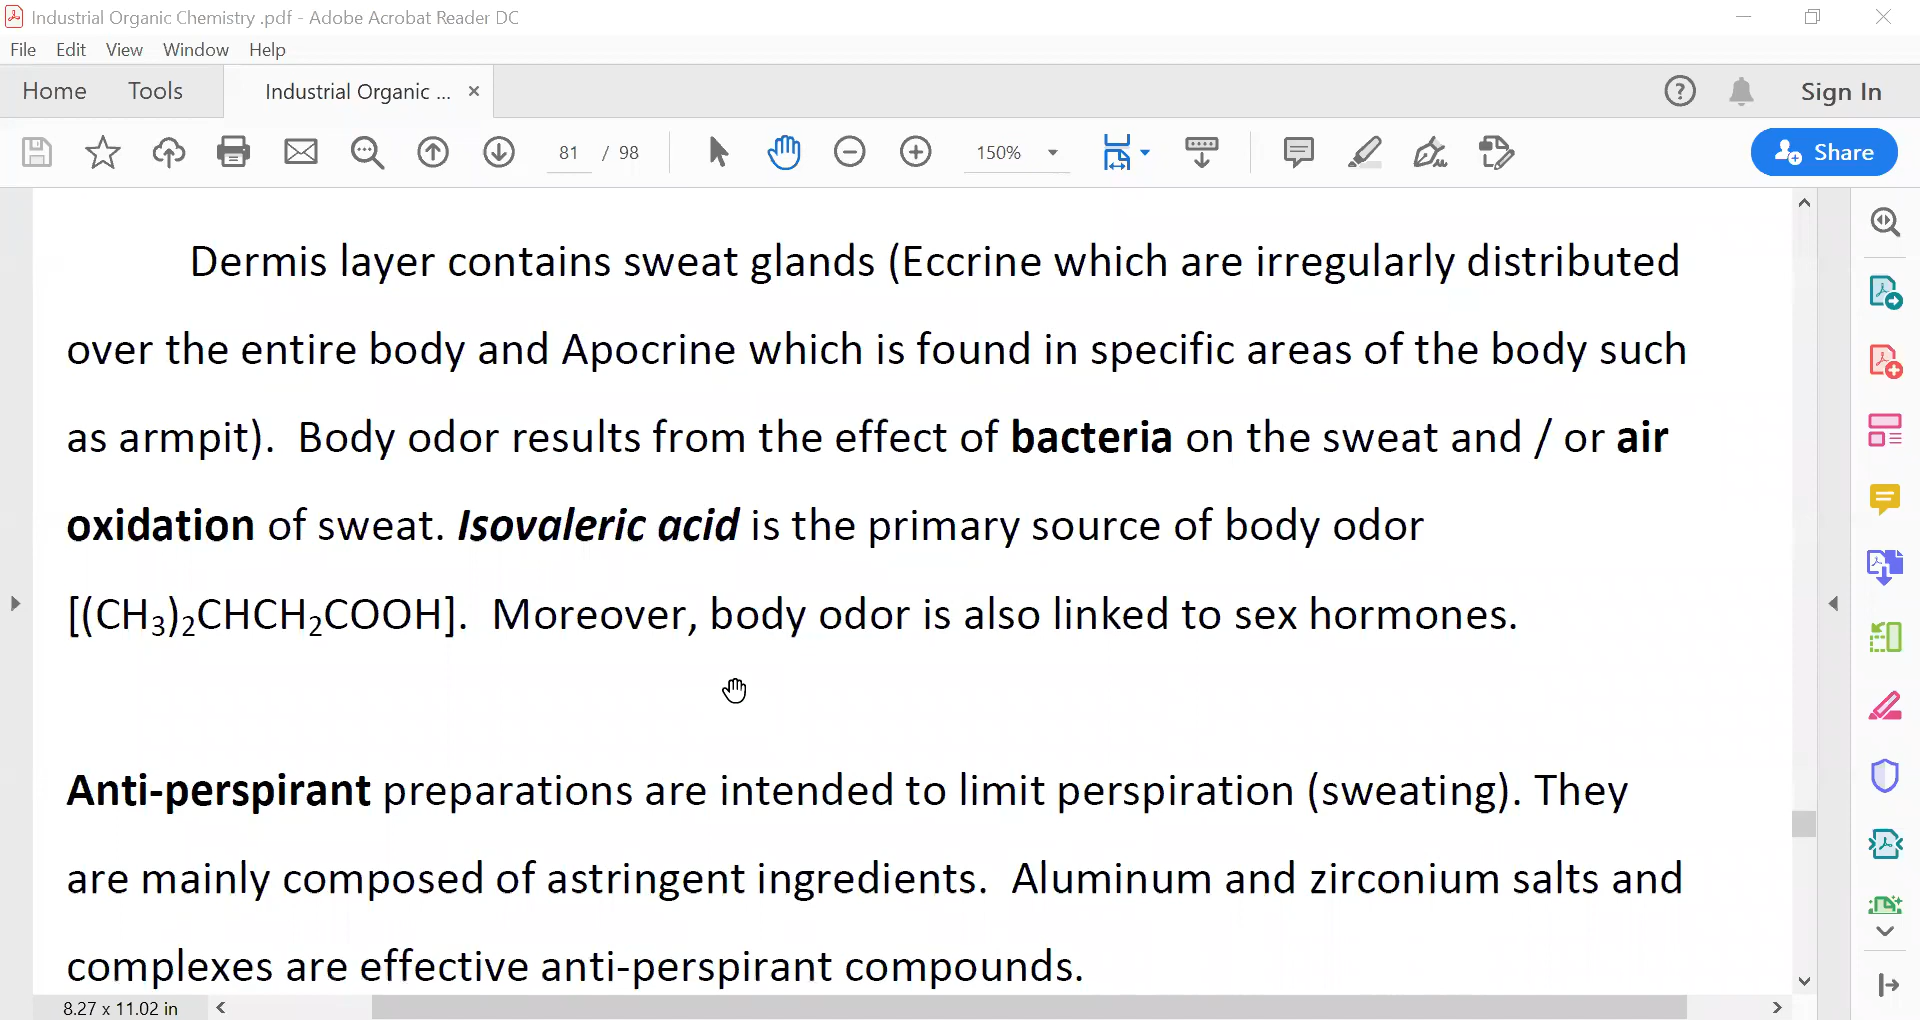 Industrial Organic Chemistry .pdf - Adobe Acrobat Reader DC
File Edit View Window Help
Home Tools Industrial Organic ... × Sign In
81 / 98 150% Share
Dermis layer contains sweat glands (Eccrine which are irregularly distributed
over the entire body and Apocrine which is found in specific areas of the body such
as armpit). Body odor results from the effect of bacteria on the sweat and / or air
oxidation of sweat. Isovaleric acid is the primary source of body odor
[(CH₃)₂CHCH₂COOH]. Moreover, body odor is also linked to sex hormones.
Anti-perspirant preparations are intended to limit perspiration (sweating). They
are mainly composed of astringent ingredients. Aluminum and zirconium salts and
complexes are effective anti-perspirant compounds.
8.27 x 11.02 in